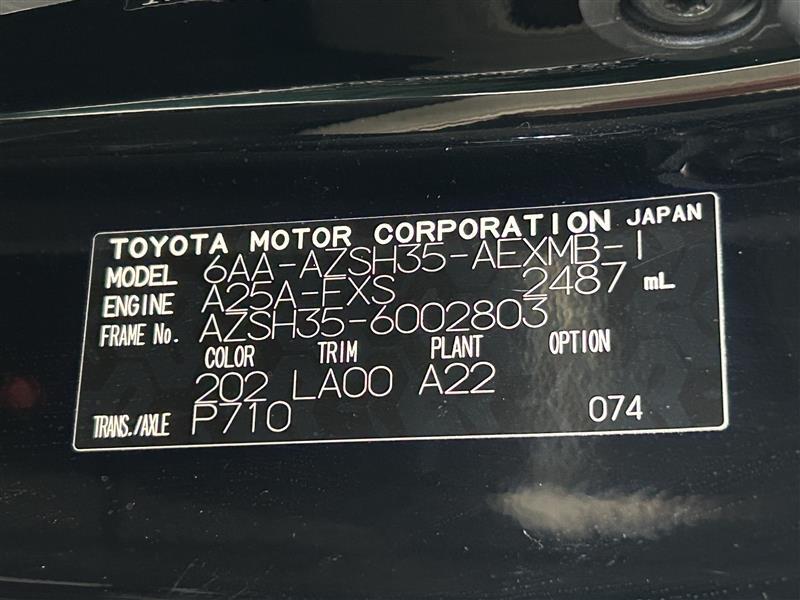 TOYOTA MOTOR CORPORATION JAPAN
MODEL 6AA-AZSH35-AEXMB-1
ENGINE A25A-FXS 2487 mL
FRAME No. AZSH35-6002803
COLOR TRIM PLANT OPTION
202 LA00 A22
TRANS./AXLE P710 074